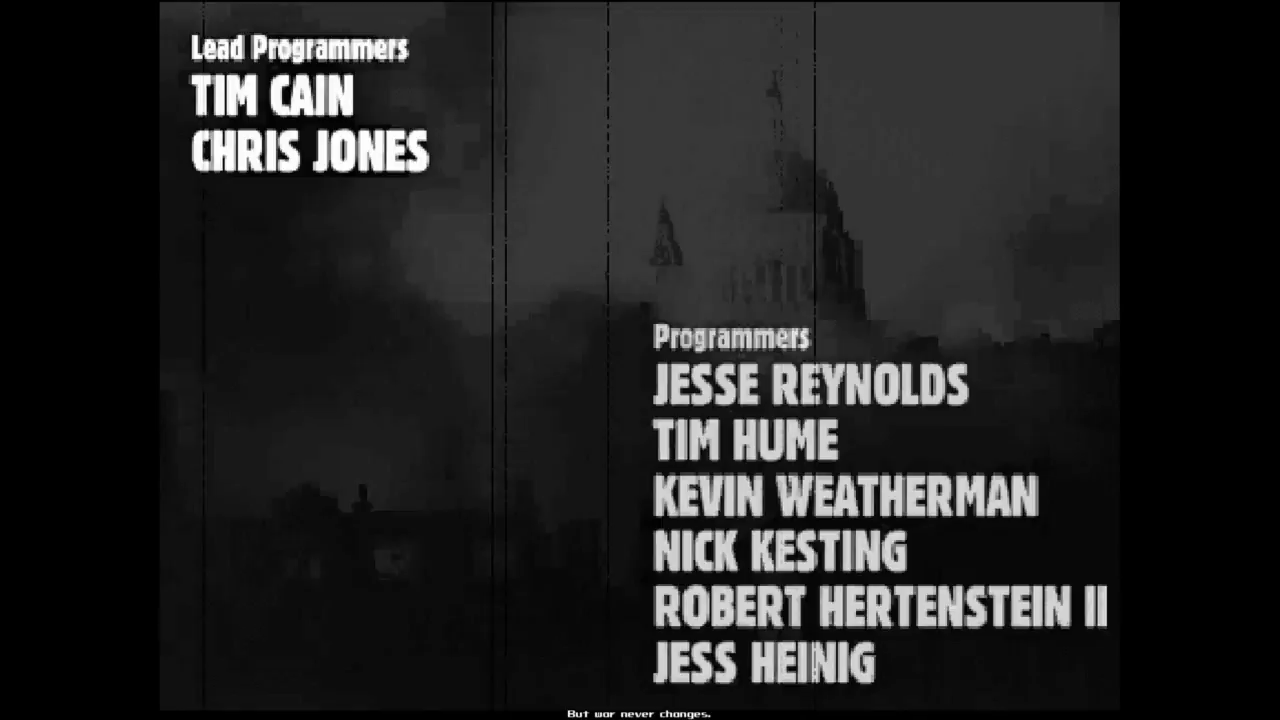 Lead Programmers
TIM CAIN
CHRIS JONES
Programmers
JESSE REYNOLDS
TIM HUME
KEVIN WEATHERMAN
NICK KESTING
ROBERT HERTENSTEIN II
JESS HEINIG
But war never changes.